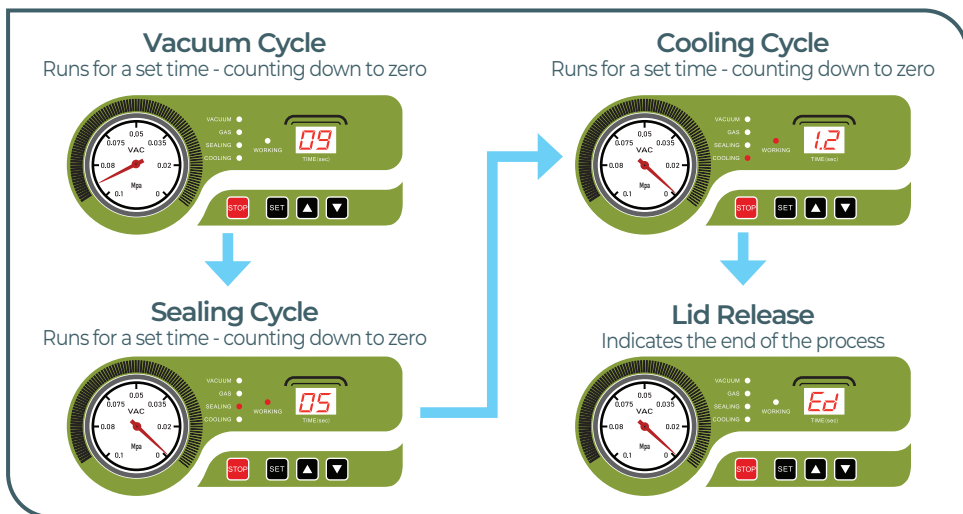 Vacuum Cycle
Runs for a set time - counting down to zero
0.05
0.075
0.035
VAC
0.08
0.02
Mpa
0.1
0
VACUUM
GAS
SEALING
COOLING
WORKING
09
TIME(sec)
STOP
SET
Sealing Cycle
Runs for a set time - counting down to zero
0.05
0.075
0.035
VAC
0.08
0.02
Mpa
0.1
0
VACUUM
GAS
SEALING
COOLING
WORKING
05
TIME(sec)
STOP
SET
Cooling Cycle
Runs for a set time - counting down to zero
0.05
0.075
0.035
VAC
0.08
0.02
Mpa
0.1
0
VACUUM
GAS
SEALING
COOLING
WORKING
1.2
TIME(sec)
STOP
SET
Lid Release
Indicates the end of the process
0.05
0.075
0.035
VAC
0.08
0.02
Mpa
0.1
0
VACUUM
GAS
SEALING
COOLING
WORKING
Ed
TIME(sec)
STOP
SET